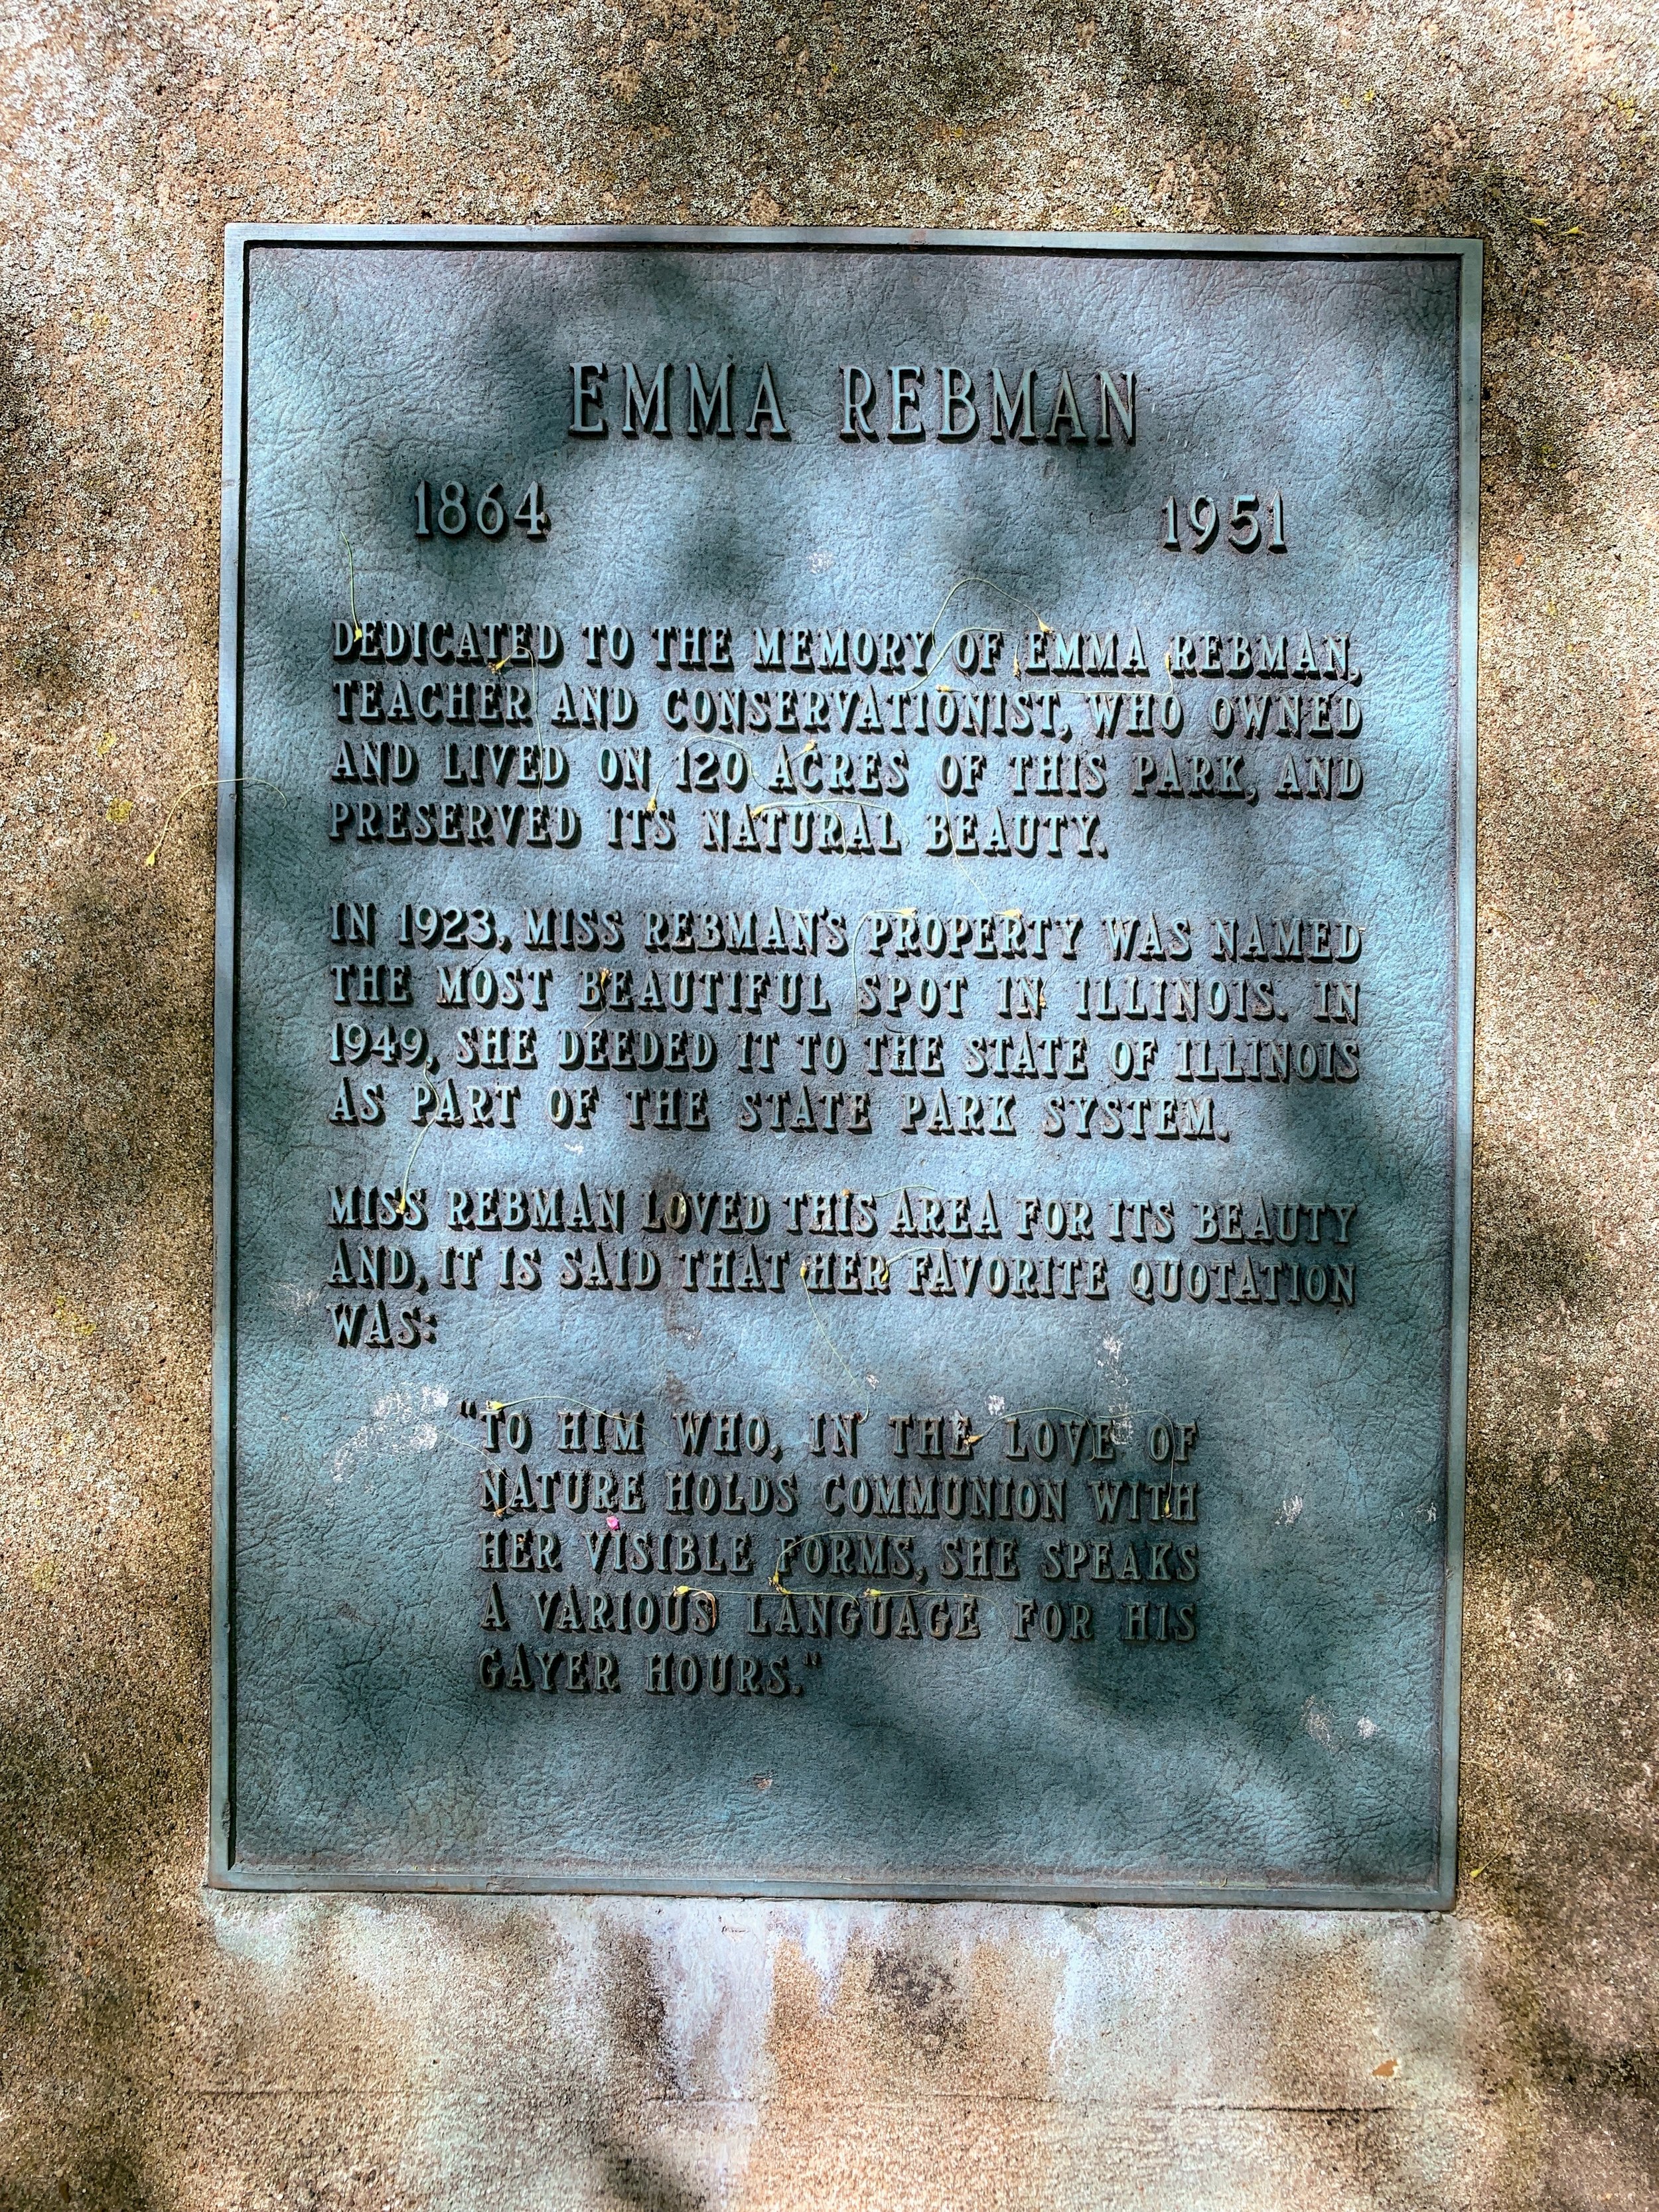 EMMA REBMAN
1864 1951
DEDICATED TO THE MEMORY OF EMMA REBMAN,
TEACHER AND CONSERVATIONIST, WHO OWNED
AND LIVED ON 120 ACRES OF THIS PARK, AND
PRESERVED ITS NATURAL BEAUTY.
IN 1923, MISS REBMAN'S PROPERTY WAS NAMED
THE MOST BEAUTIFUL SPOT IN ILLINOIS. IN
1949, SHE DEEDED IT TO THE STATE OF ILLINOIS
AS PART OF THE STATE PARK SYSTEM.
MISS REBMAN LOVED THIS AREA FOR ITS BEAUTY
AND, IT IS SAID THAT HER FAVORITE QUOTATION
WAS:
"TO HIM WHO, IN THE LOVE OF
NATURE HOLDS COMMUNION WITH
HER VISIBLE FORMS, SHE SPEAKS
A VARIOUS LANGUAGE FOR HIS
GAYER HOURS."